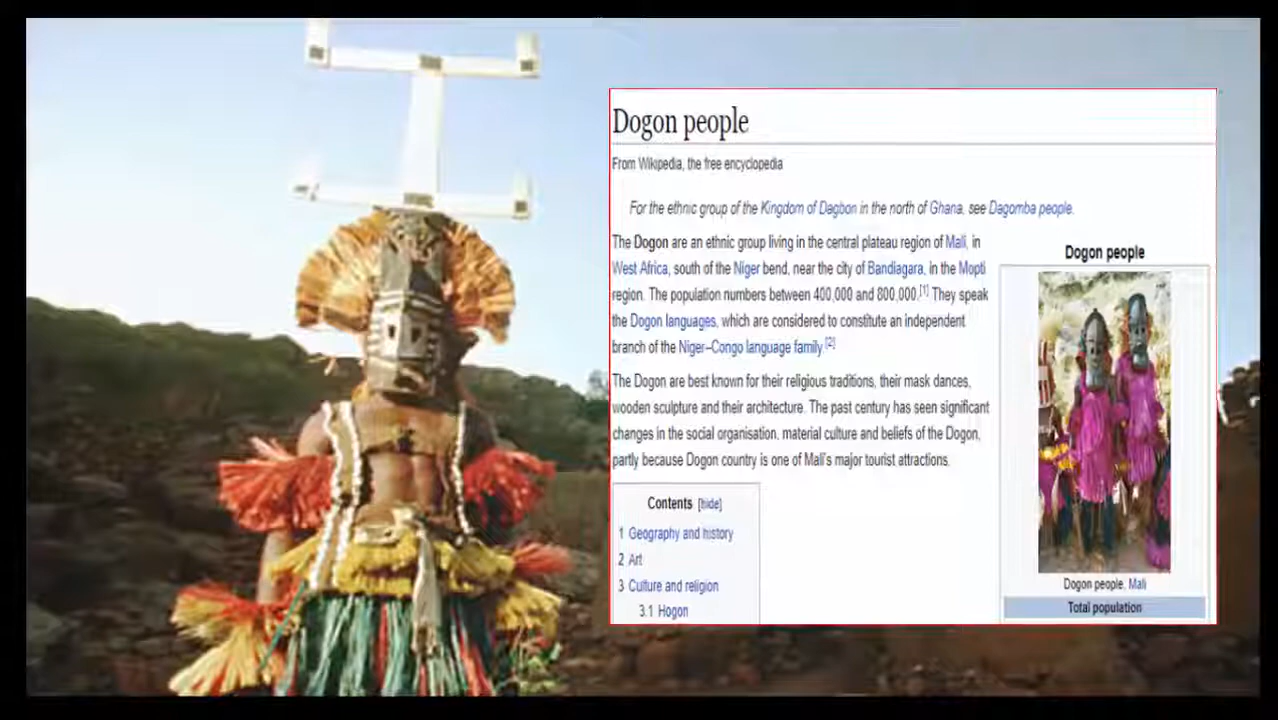 Dogon people
From Wikipedia, the free encyclopedia
For the ethnic group of the Kingdom of Dagbon in the north of Ghana, see Dagomba people.
The Dogon are an ethnic group living in the central plateau region of Mali, in
West Africa, south of the Niger bend, near the city of Bandiagara, in the Mopti
region. The population numbers between 400,000 and 800,000.[1] They speak
the Dogon languages, which are considered to constitute an independent
branch of the Niger–Congo language family.[2]
The Dogon are best known for their religious traditions, their mask dances,
wooden sculpture and their architecture. The past century has seen significant
changes in the social organisation, material culture and beliefs of the Dogon,
partly because Dogon country is one of Mali's major tourist attractions.
Contents [hide]
1 Geography and history
2 Art
3 Culture and religion
3.1 Hogon
Dogon people
Dogon people, Mali
Total population